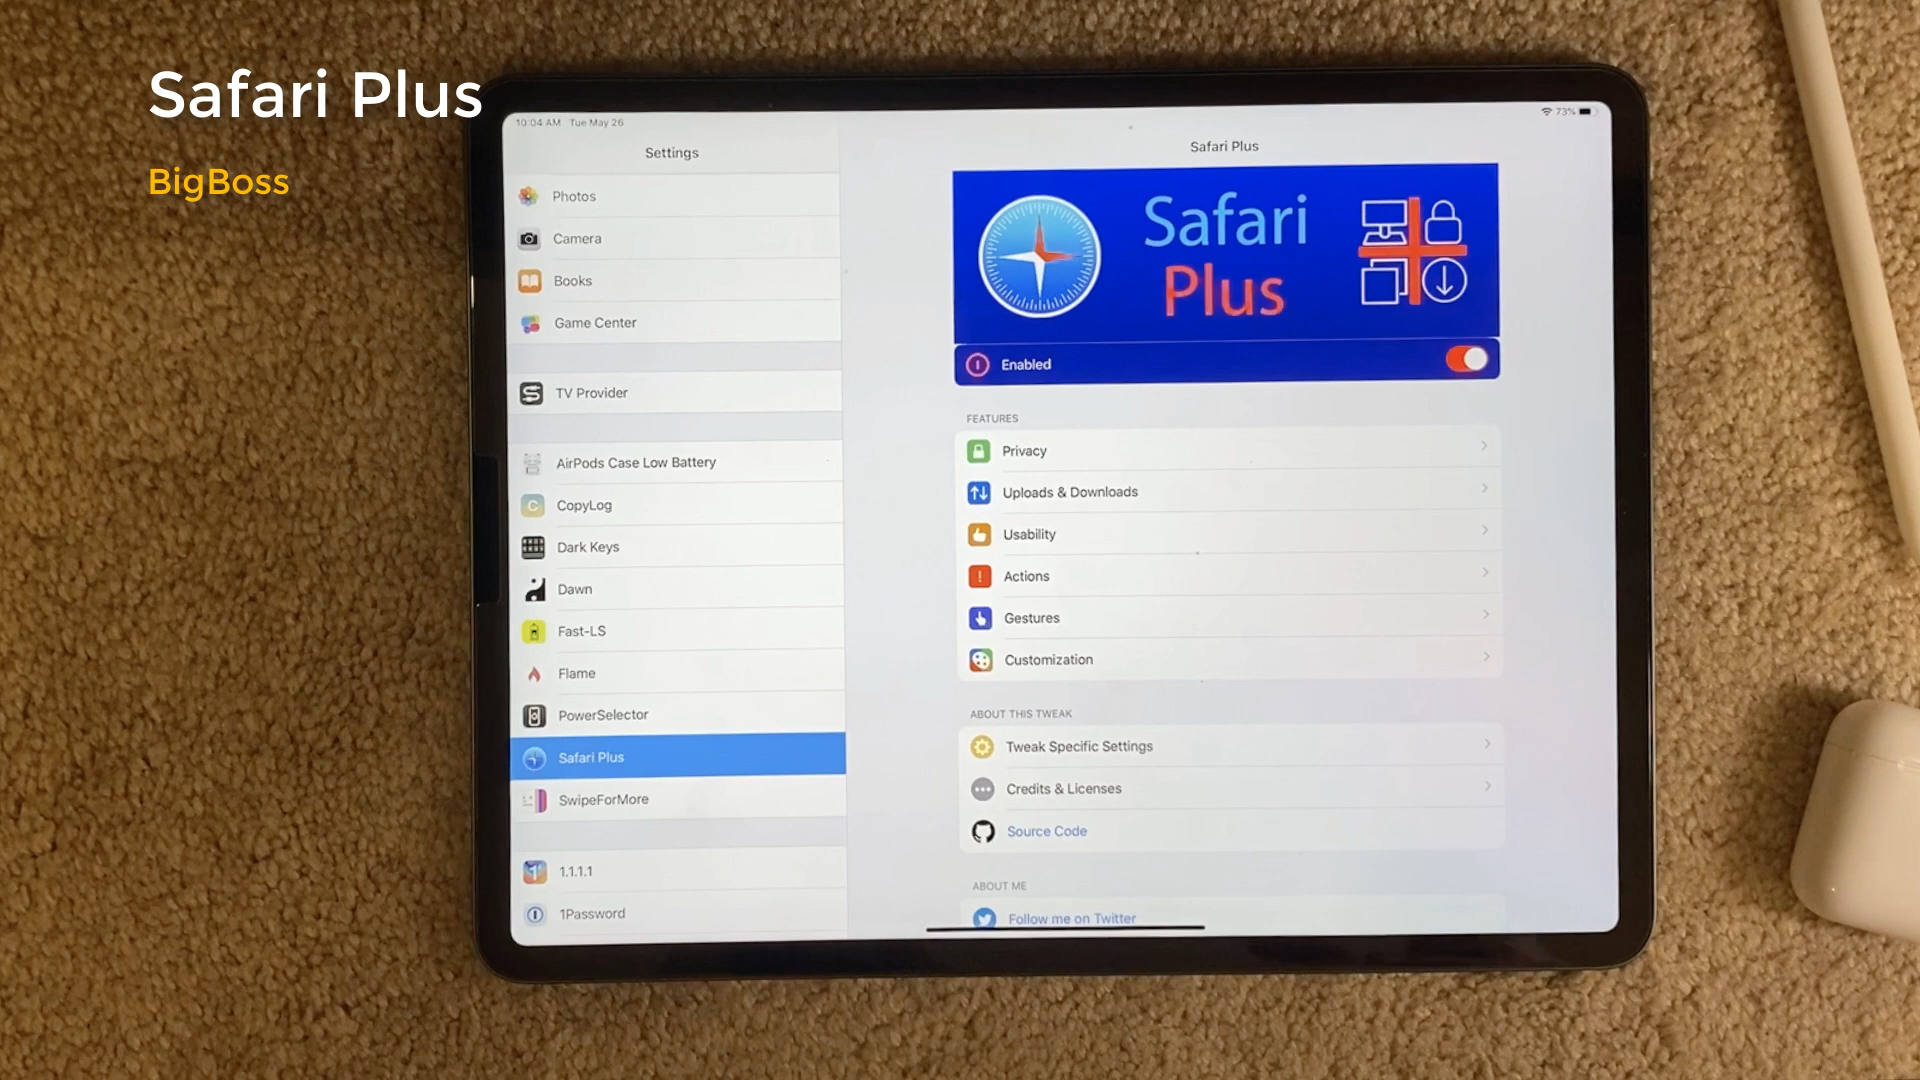 Safari Plus
BigBoss
10:04 AM Tue May 26
73%
Settings
Photos
Camera
Books
Game Center
TV Provider
AirPods Case Low Battery
CopyLog
Dark Keys
Dawn
Fast-LS
Flame
PowerSelector
Safari Plus
SwipeForMore
1.1.1.1
1Password
Safari Plus
Safari
Plus
Enabled
FEATURES
Privacy
Uploads & Downloads
Usability
Actions
Gestures
Customization
ABOUT THIS TWEAK
Tweak Specific Settings
Credits & Licenses
Source Code
ABOUT ME
Follow me on Twitter